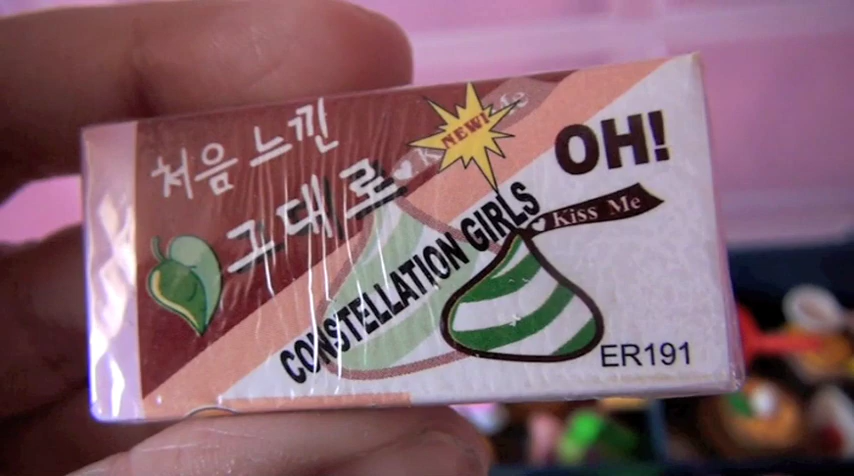 처음 느낀
그대로
NEW!
OH!
CONSTELLATION GIRLS
Kiss Me
ER191